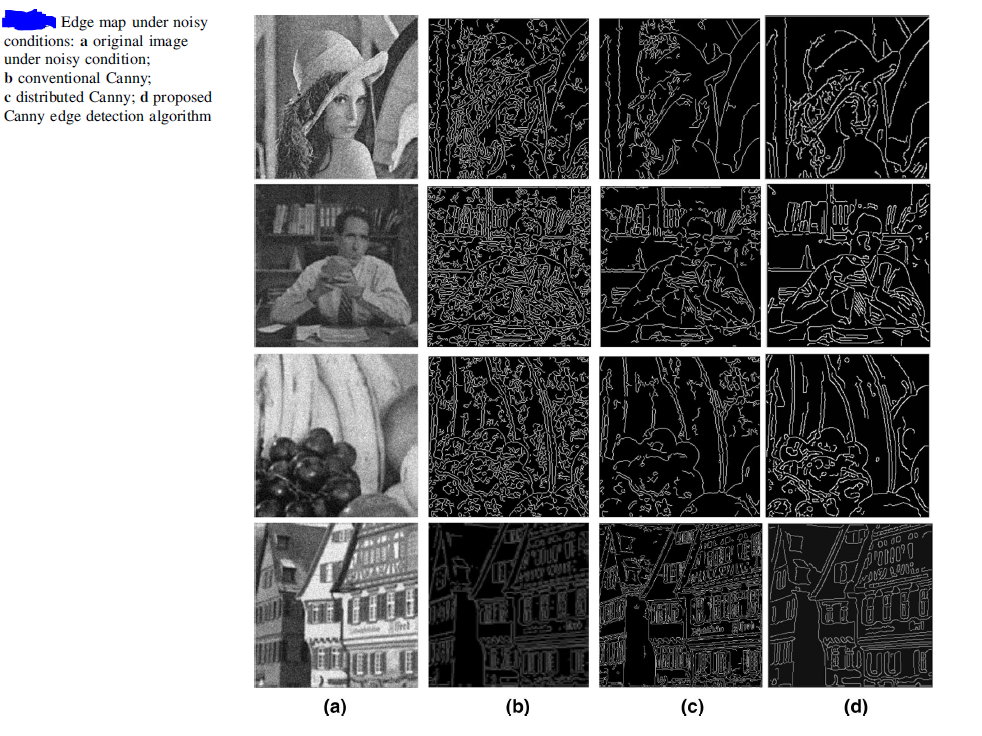 Edge map under noisy
conditions: a original image
under noisy condition;
b conventional Canny;
c distributed Canny; d proposed
Canny edge detection algorithm
(a) (b) (c) (d)